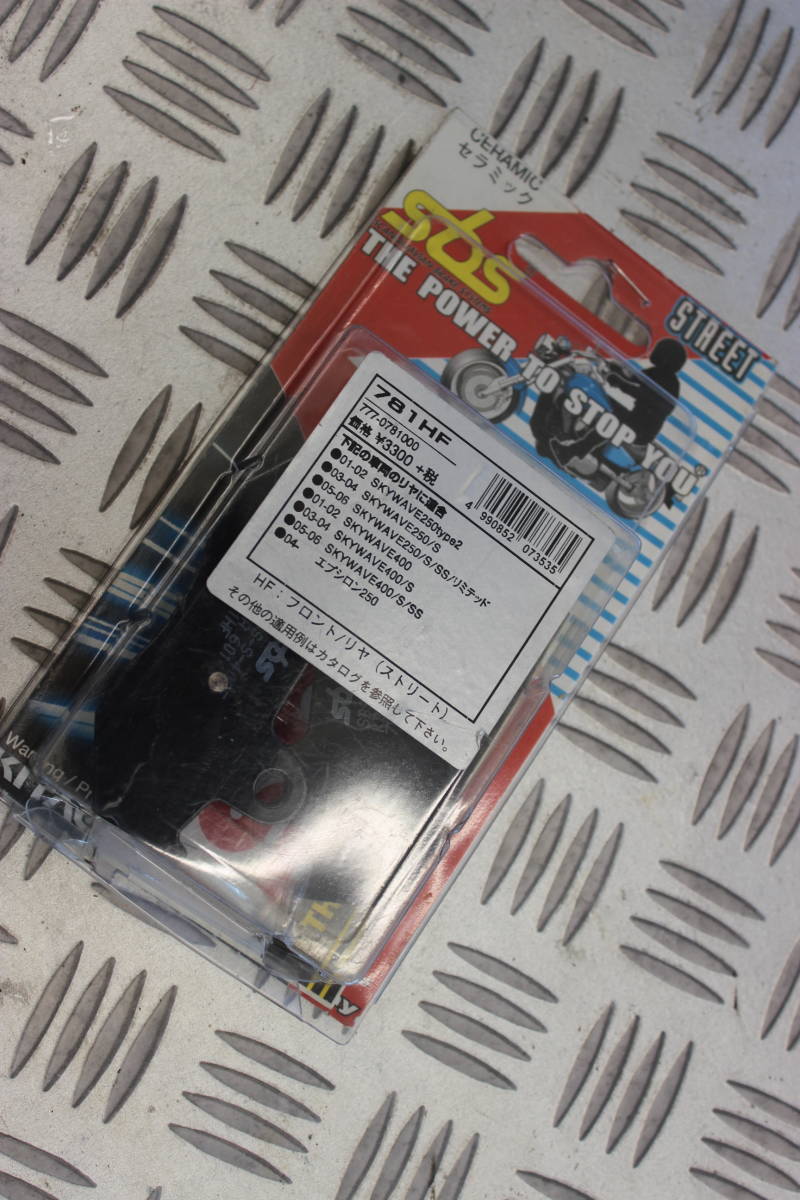 CERAMIC
セラミック
sbs
THE POWER TO STOP YOU
STREET
781HF
777-0781000
価格 ¥3300 +税
下記の車両のリヤに適合
●01-02 SKYWAVE250type2
●03-04 SKYWAVE250/S
●05-06 SKYWAVE250/S/SS/リミテッド
●01-02 SKYWAVE400
●03-04 SKYWAVE400/S
●05-06 SKYWAVE400/S/SS
●04- エプシロン250
4 990852 073535
HF:フロント/リヤ(ストリート)
その他の適用例はカタログを参照して下さい。
Warning